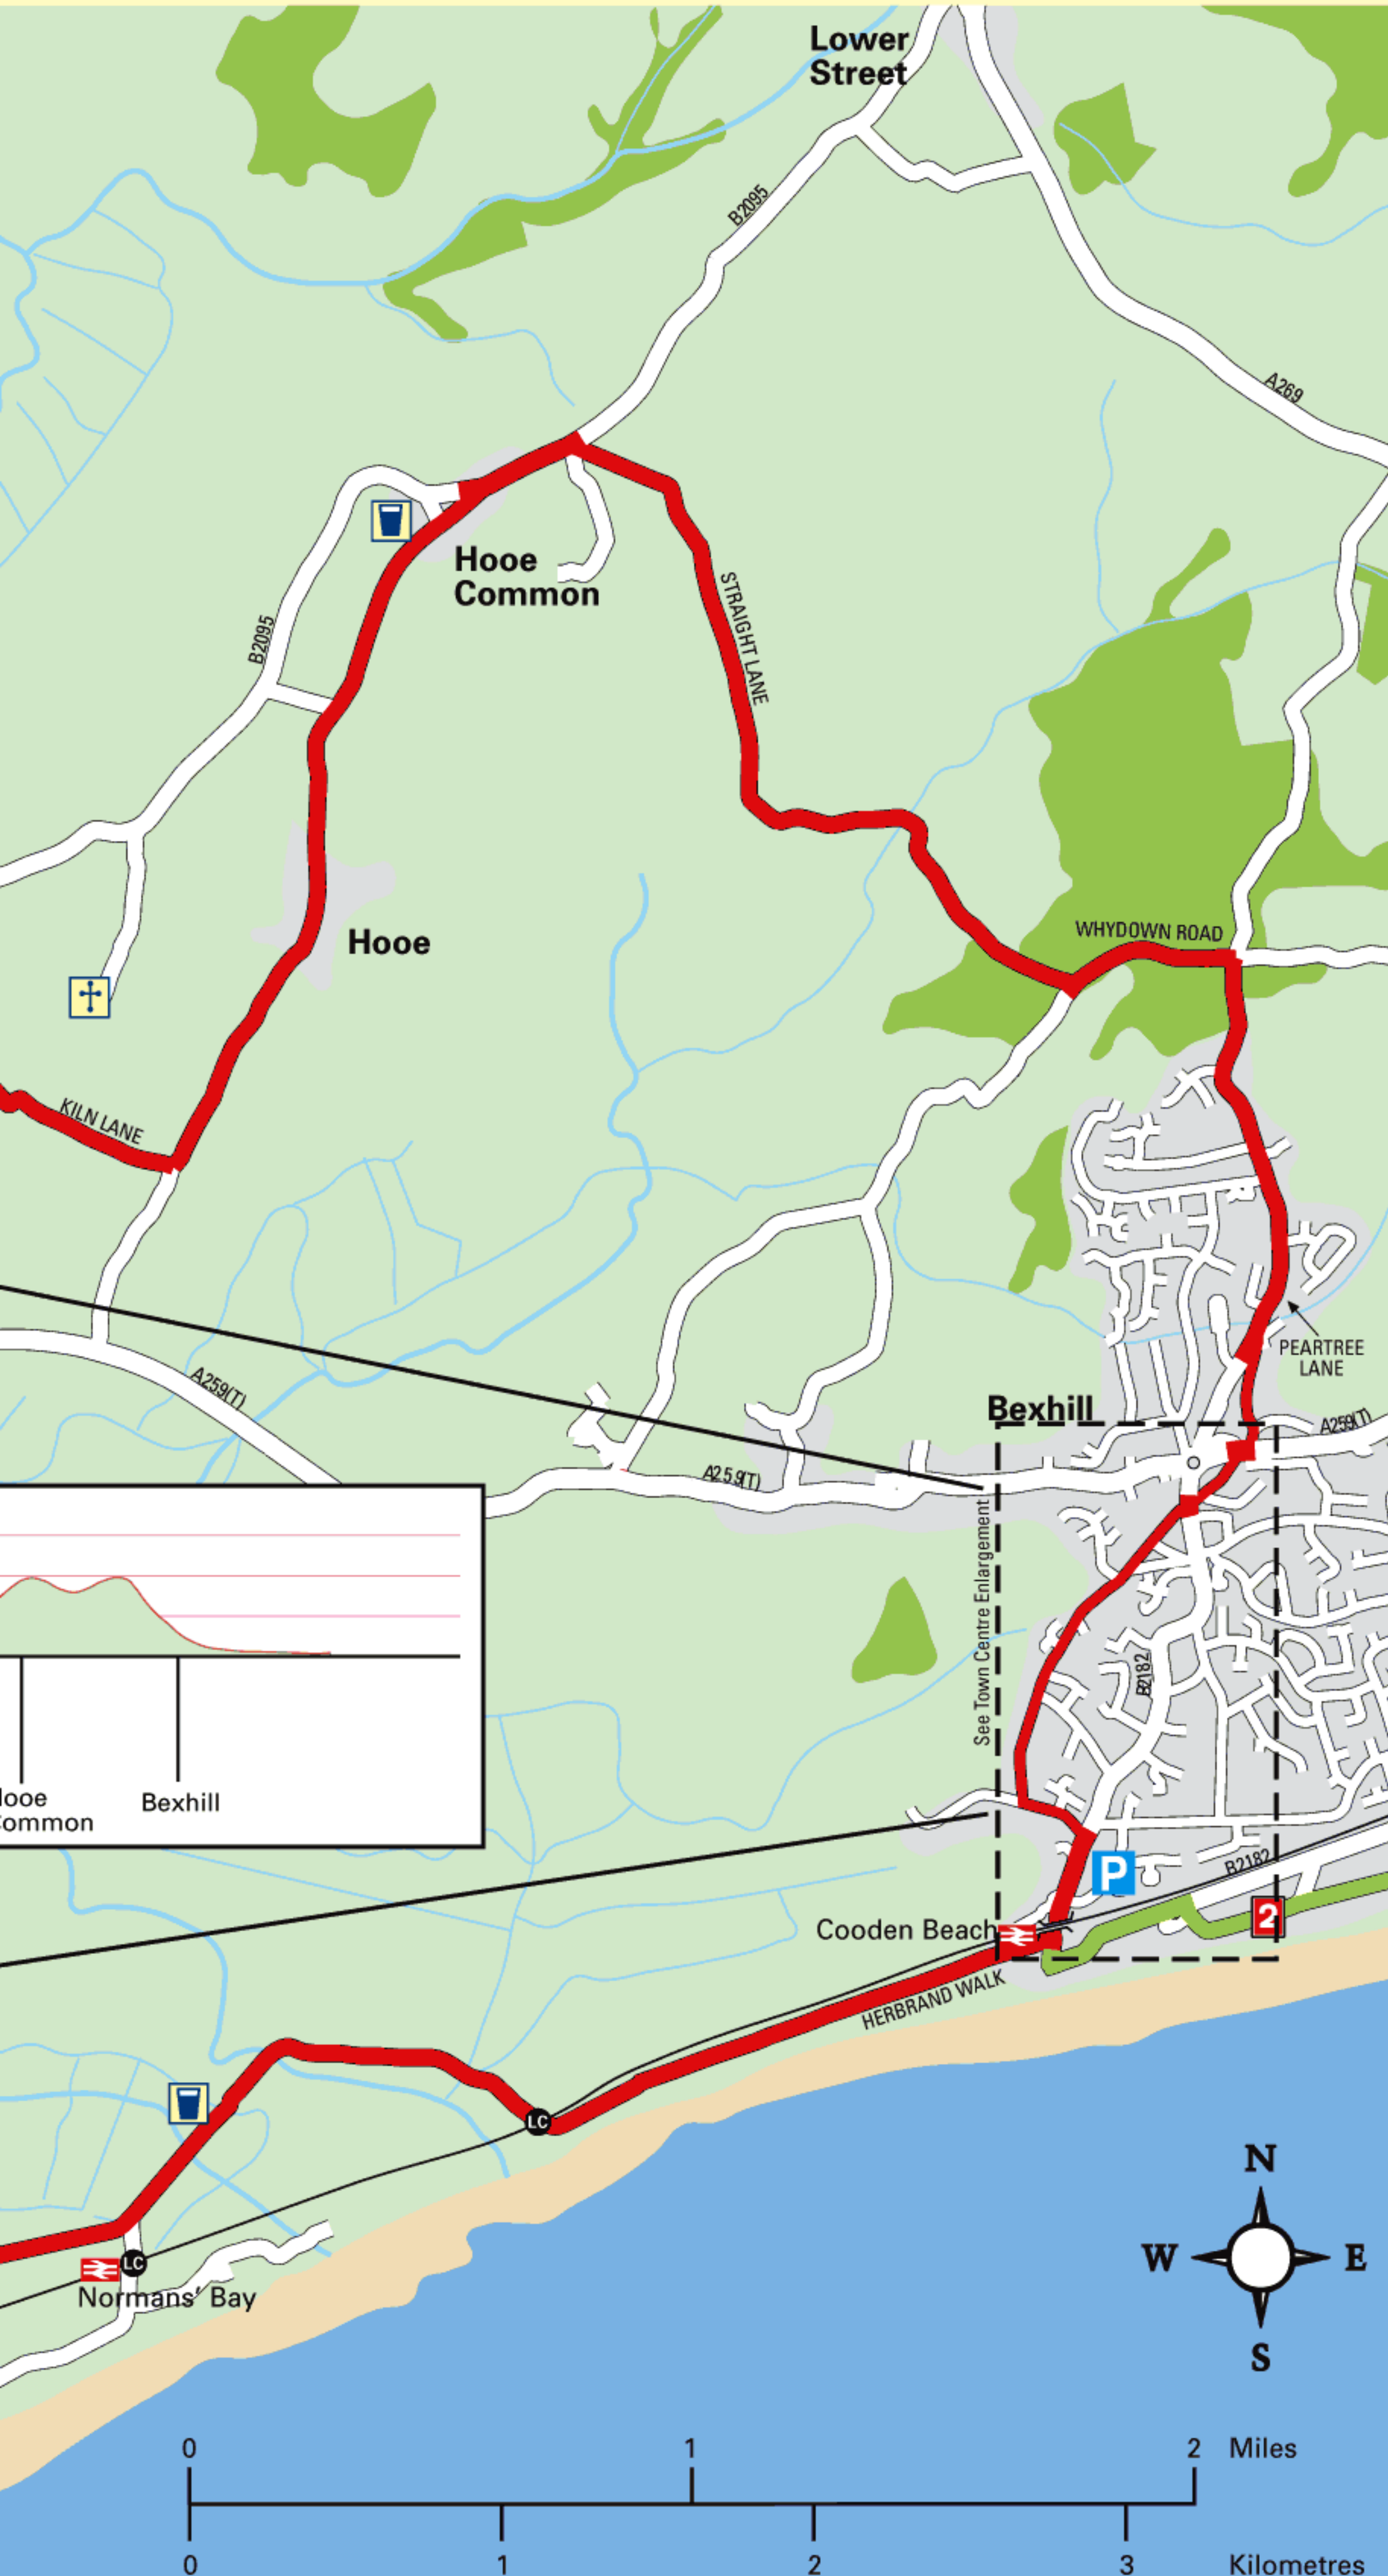 Lower
Street
B2095
A269
Hooe
Common
STRAIGHT LANE
B2095
WHYDOWN ROAD
Hooe
KILN LANE
PEARTREE
LANE
A259(T)
Bexhill
A259(T)
A259(T)
See Town Centre Enlargement
B2182
Common
Bexhill
P
B2182
2
Cooden Beach
HERBRAND WALK
LC
LC
Normans' Bay
N
W
E
S
0
1
2
Miles
0
1
2
3
Kilometres